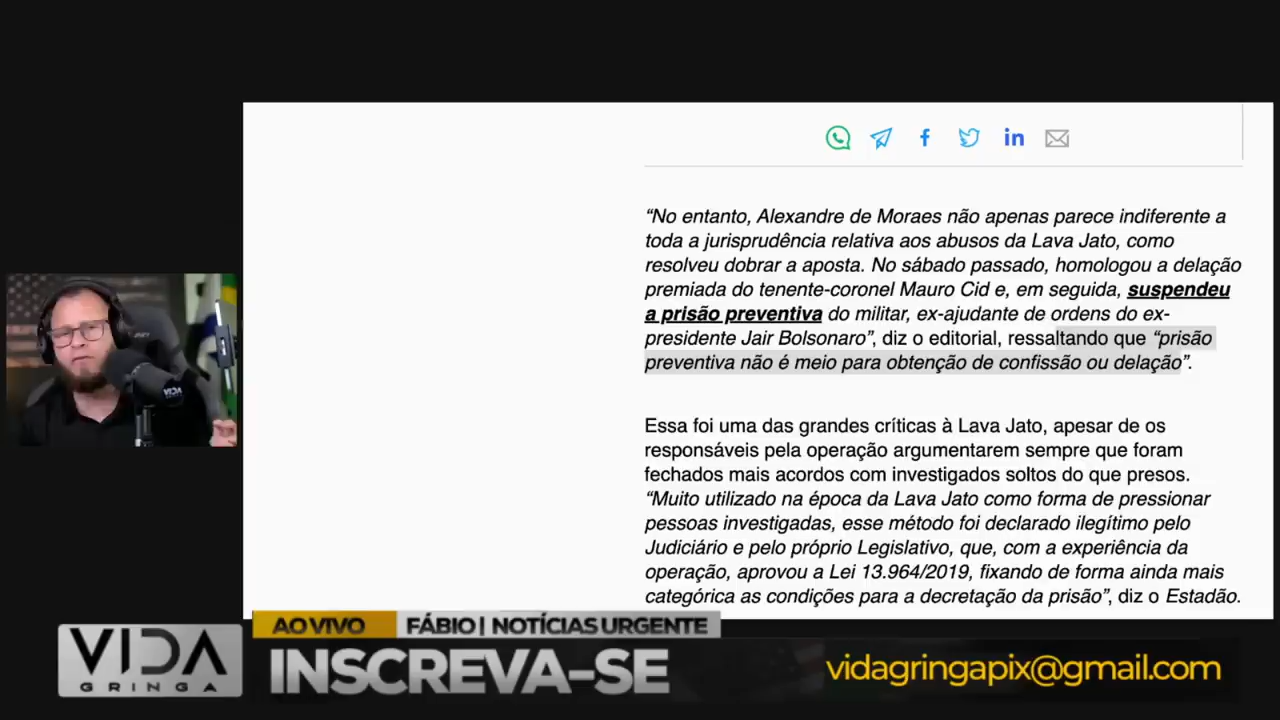 “No entanto, Alexandre de Moraes não apenas parece indiferente a
toda a jurisprudência relativa aos abusos da Lava Jato, como
resolveu dobrar a aposta. No sábado passado, homologou a delação
premiada do tenente-coronel Mauro Cid e, em seguida, suspendeu
a prisão preventiva do militar, ex-ajudante de ordens do ex-
presidente Jair Bolsonaro”, diz o editorial, ressaltando que “prisão
preventiva não é meio para obtenção de confissão ou delação”.
Essa foi uma das grandes críticas à Lava Jato, apesar de os
responsáveis pela operação argumentarem sempre que foram
fechados mais acordos com investigados soltos do que presos.
“Muito utilizado na época da Lava Jato como forma de pressionar
pessoas investigadas, esse método foi declarado ilegítimo pelo
Judiciário e pelo próprio Legislativo, que, com a experiência da
operação, aprovou a Lei 13.964/2019, fixando de forma ainda mais
categórica as condições para a decretação da prisão”, diz o Estadão.
VIDA
AO VIVO FÁBIO | NOTÍCIAS URGENTE
VIDA
GRINGA
INSCREVA-SE
vidagringapix@gmail.com